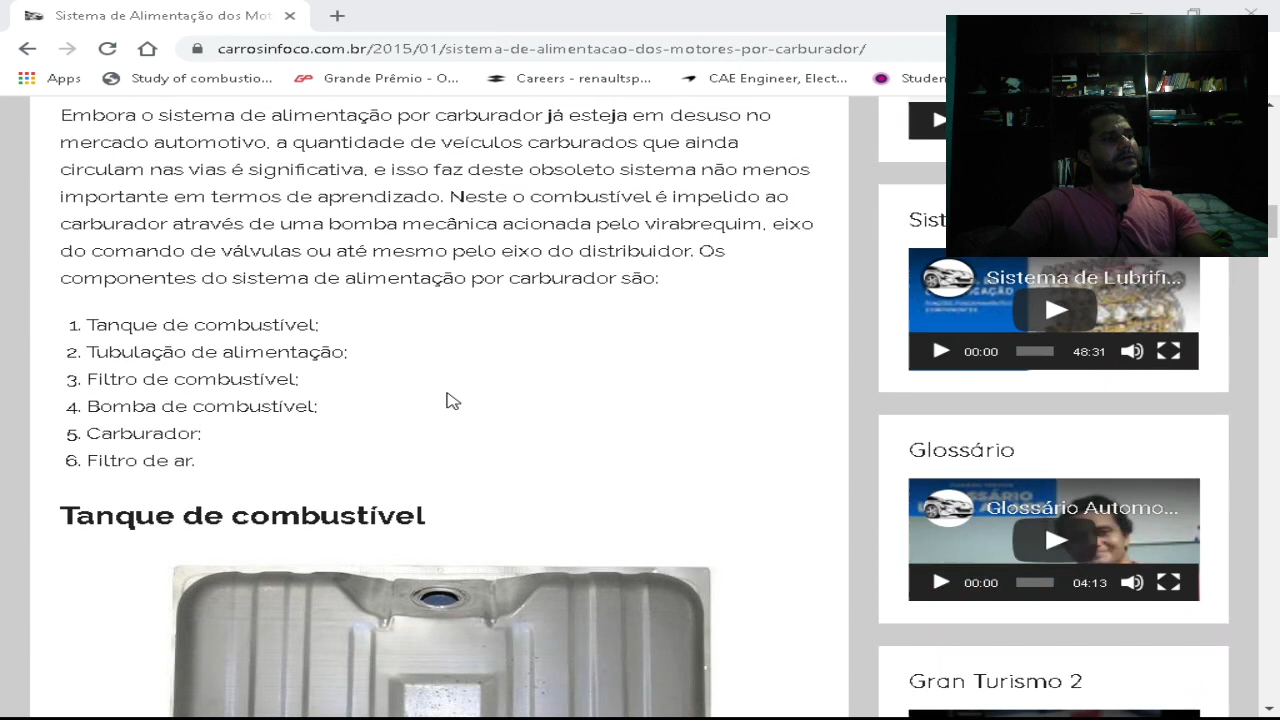 Sistema de Alimentação dos Mot
carrosinfoco.com.br/2015/01/sistema-de-alimentacao-dos-motores-por-carburador/
Apps
Study of combustio...
GP
Grande Prêmio - O...
Careers - renaultsp...
CAE Engineer, Elect...
Studen
Embora o sistema de alimentação por carburador já esteja em desuso no
mercado automotivo, a quantidade de veículos carburados que ainda
circulam nas vias é significativa, e isso faz deste obsoleto sistema não menos
importante em termos de aprendizado. Neste o combustível é impelido ao
carburador através de uma bomba mecânica acionada pelo virabrequim, eixo
do comando de válvulas ou até mesmo pelo eixo do distribuidor. Os
componentes do sistema de alimentação por carburador são:
1. Tanque de combustível;
2. Tubulação de alimentação;
3. Filtro de combustível;
4. Bomba de combustível;
5. Carburador;
6. Filtro de ar.
Tanque de combustível
Sist
Sistema de Lubrifi...
00:00
48:31
Glossário
Glossário Automo...
00:00
04:13
Gran Turismo 2